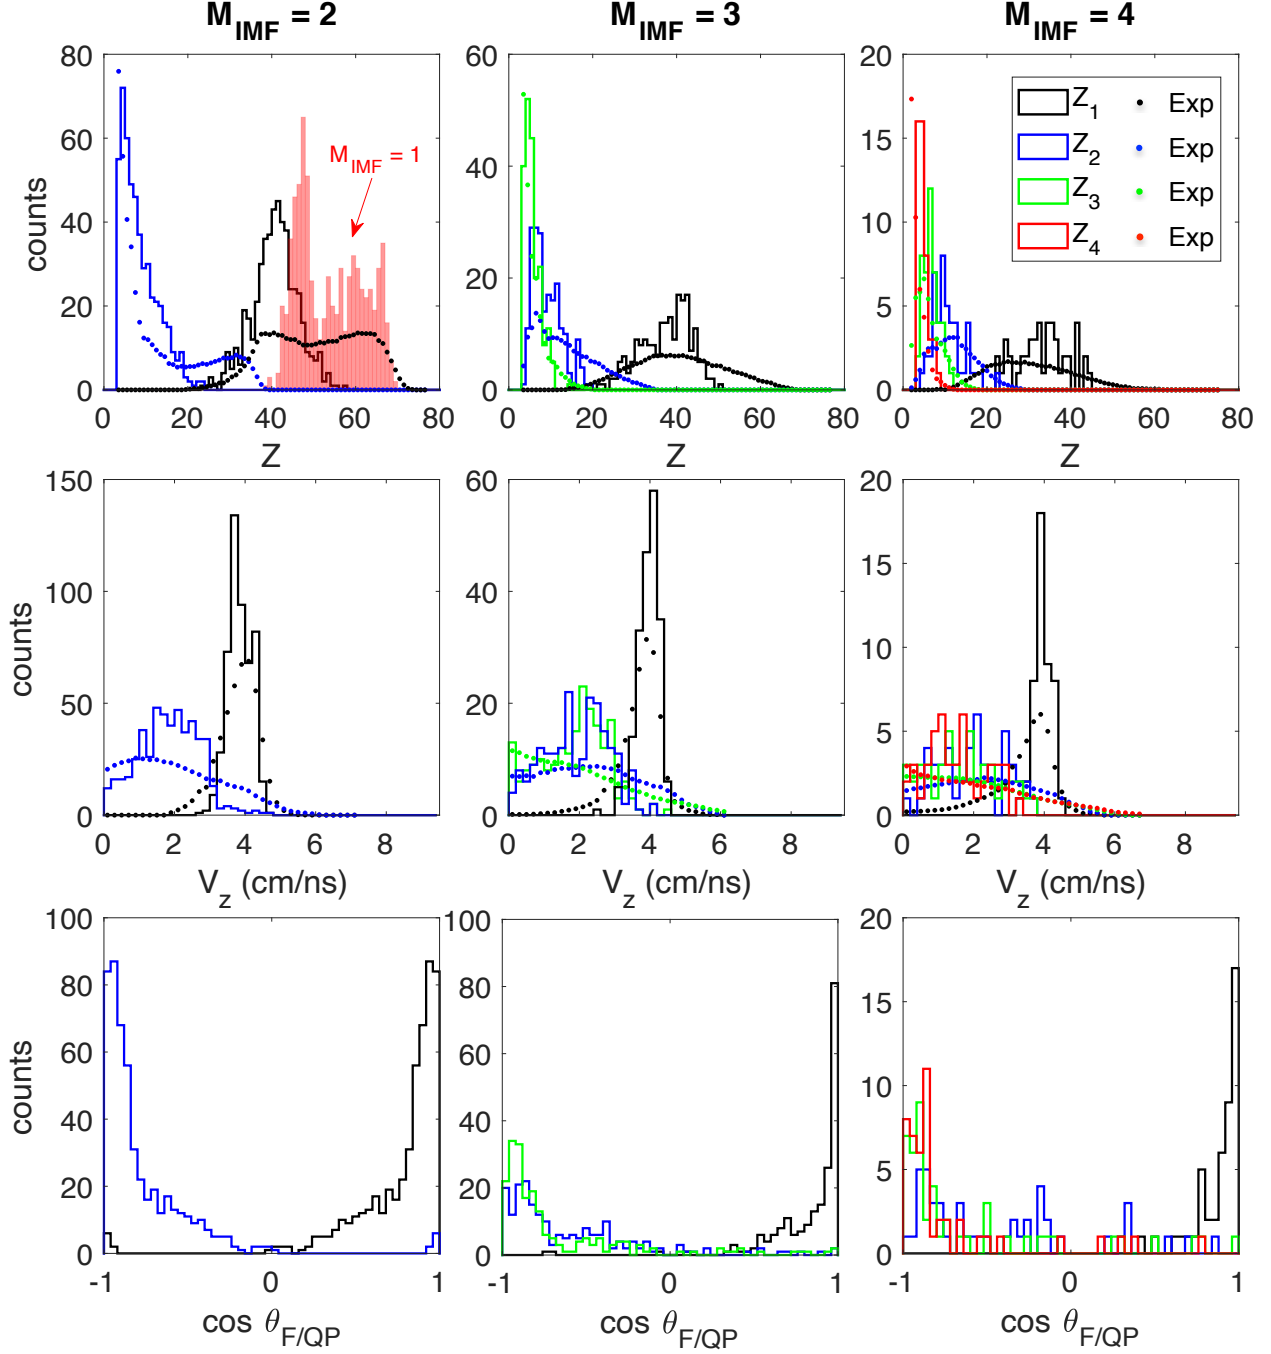 M_IMF = 2 M_IMF = 3 M_IMF = 4
80 60 20
60 40 15
40 20 10
20 5
0 0 0
counts
M_IMF = 1
Z_1 Exp
Z_2 Exp
Z_3 Exp
Z_4 Exp
0 20 40 60 80 0 20 40 60 80 0 20 40 60 80
Z Z Z
150 60 20
100 40 15
50 20 10
0 0 5
0
counts
0 2 4 6 8 0 2 4 6 8 0 2 4 6 8
V_z (cm/ns) V_z (cm/ns) V_z (cm/ns)
100 100 20
80 80 15
60 60 10
40 40 5
20 20 0
0 0
counts
-1 0 1 -1 0 1 -1 0 1
cos θ_F/QP cos θ_F/QP cos θ_F/QP